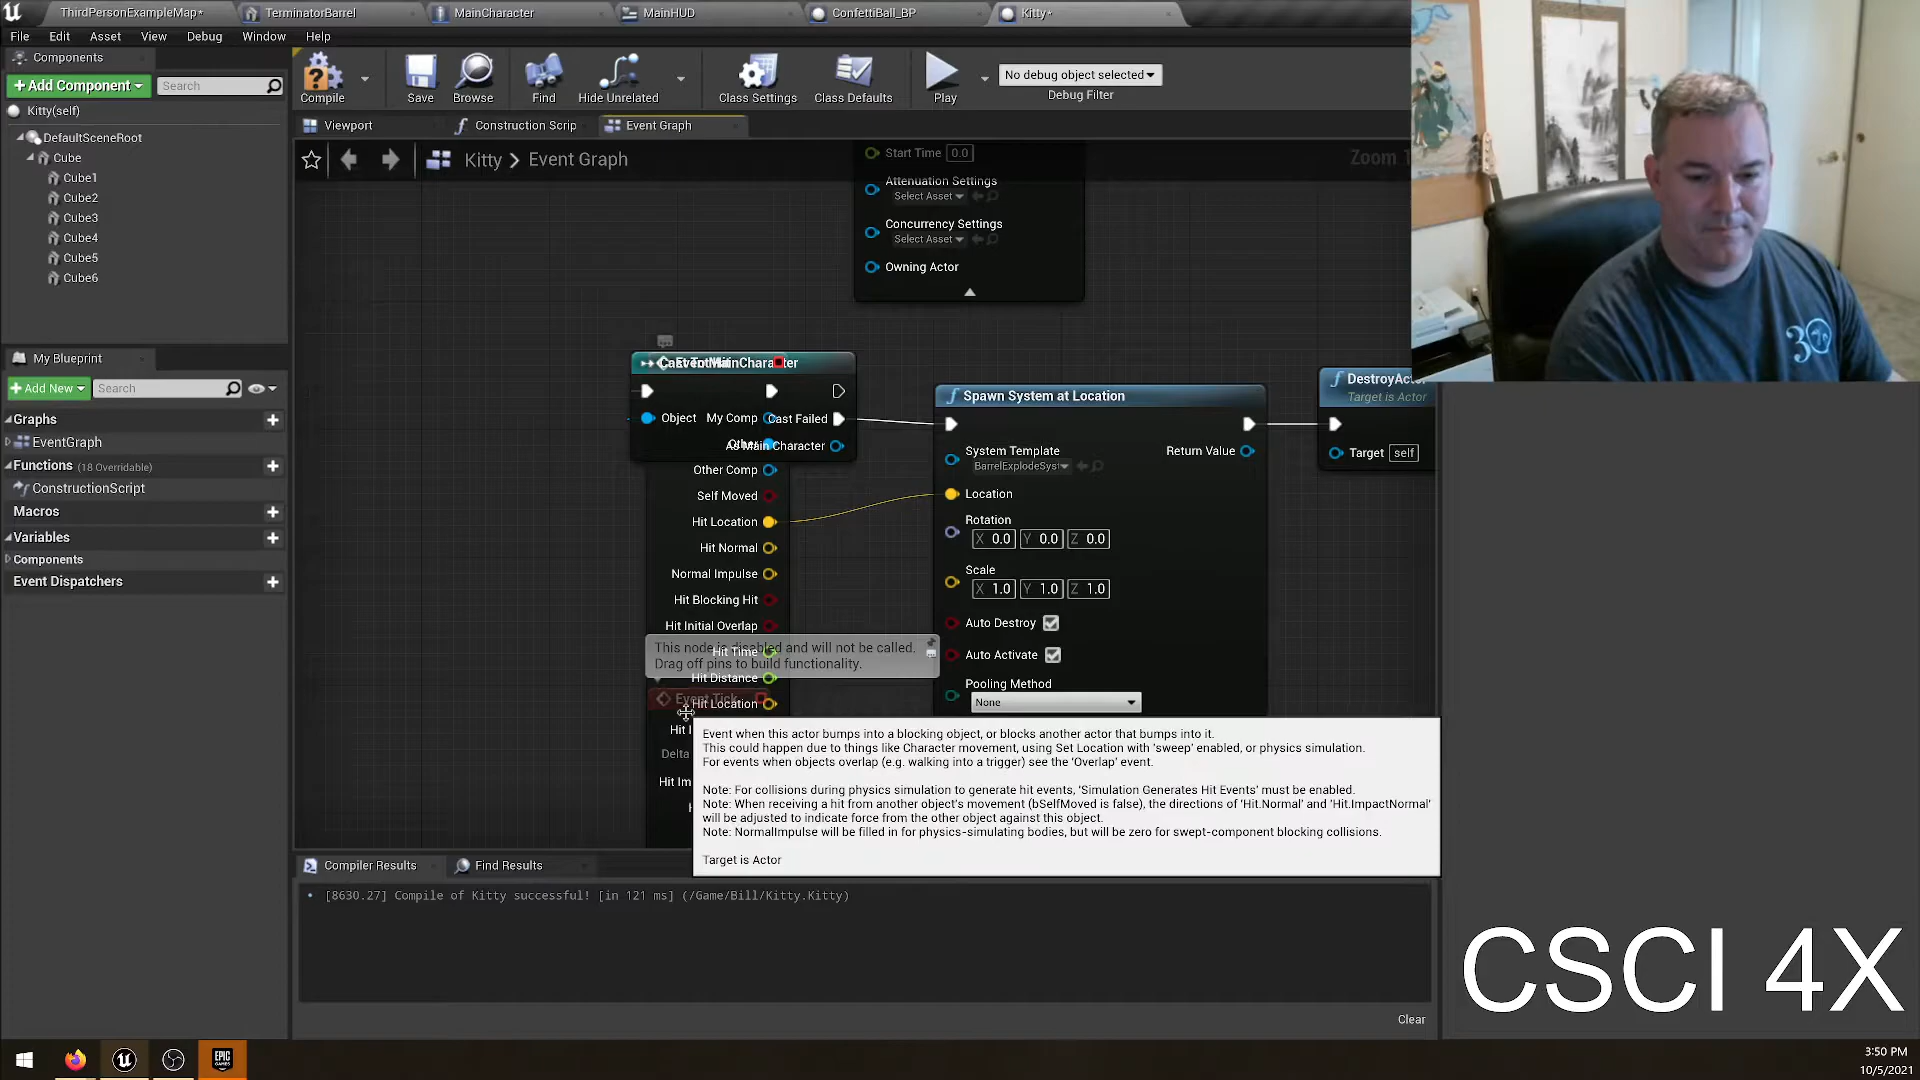 ThirdPersonExampleMap*
TerminatorBarrel
MainCharacter
MainHUD
ConfettiBall_BP
Kitty*
File Edit Asset View Debug Window Help
Components
+ Add Component
Search
Kitty(self)
DefaultSceneRoot
Cube
Cube1
Cube2
Cube3
Cube4
Cube5
Cube6
Compile
Save
Browse
Find
Hide Unrelated
Class Settings
Class Defaults
Play
No debug object selected
Debug Filter
Viewport
Construction Scrip
Event Graph
Kitty > Event Graph
My Blueprint
+ Add New
Search
Graphs
EventGraph
Functions (18 Overridable)
ConstructionScript
Macros
Variables
Components
Event Dispatchers
Start Time 0.0
Attenuation Settings
Select Asset
Concurrency Settings
Select Asset
Owning Actor
Object
My Comp
Cast Failed
Other
As Main Character
Other Comp
Self Moved
Hit Location
Hit Normal
Normal Impulse
Hit Blocking Hit
Hit Initial Overlap
This node is disabled and will not be called.
Drag off pins to build functionality.
Hit Time
Hit Distance
Event Tick
Hit Location
Delta
Spawn System at Location
System Template
BarrelExplodeSyst
Return Value
Location
Rotation
X 0.0 Y 0.0 Z 0.0
Scale
X 1.0 Y 1.0 Z 1.0
Auto Destroy
Auto Activate
Pooling Method
None
DestroyActo
Target is Actor
Target self
Event when this actor bumps into a blocking object, or blocks another actor that bumps into it.
This could happen due to things like Character movement, using Set Location with 'sweep' enabled, or physics simulation.
For events when objects overlap (e.g. walking into a trigger) see the 'Overlap' event.
Note: For collisions during physics simulation to generate hit events, 'Simulation Generates Hit Events' must be enabled.
Note: When receiving a hit from another object's movement (bSelfMoved is false), the directions of 'Hit.Normal' and 'Hit.ImpactNormal'
will be adjusted to indicate force from the other object against this object.
Note: NormalImpulse will be filled in for physics-simulating bodies, but will be zero for swept-component blocking collisions.
Target is Actor
Compiler Results
Find Results
[8630.27] Compile of Kitty successful! [in 121 ms] (/Game/Bill/Kitty.Kitty)
Clear
CSCI 4X
EPIC
GAMES
3:50 PM
10/5/2021